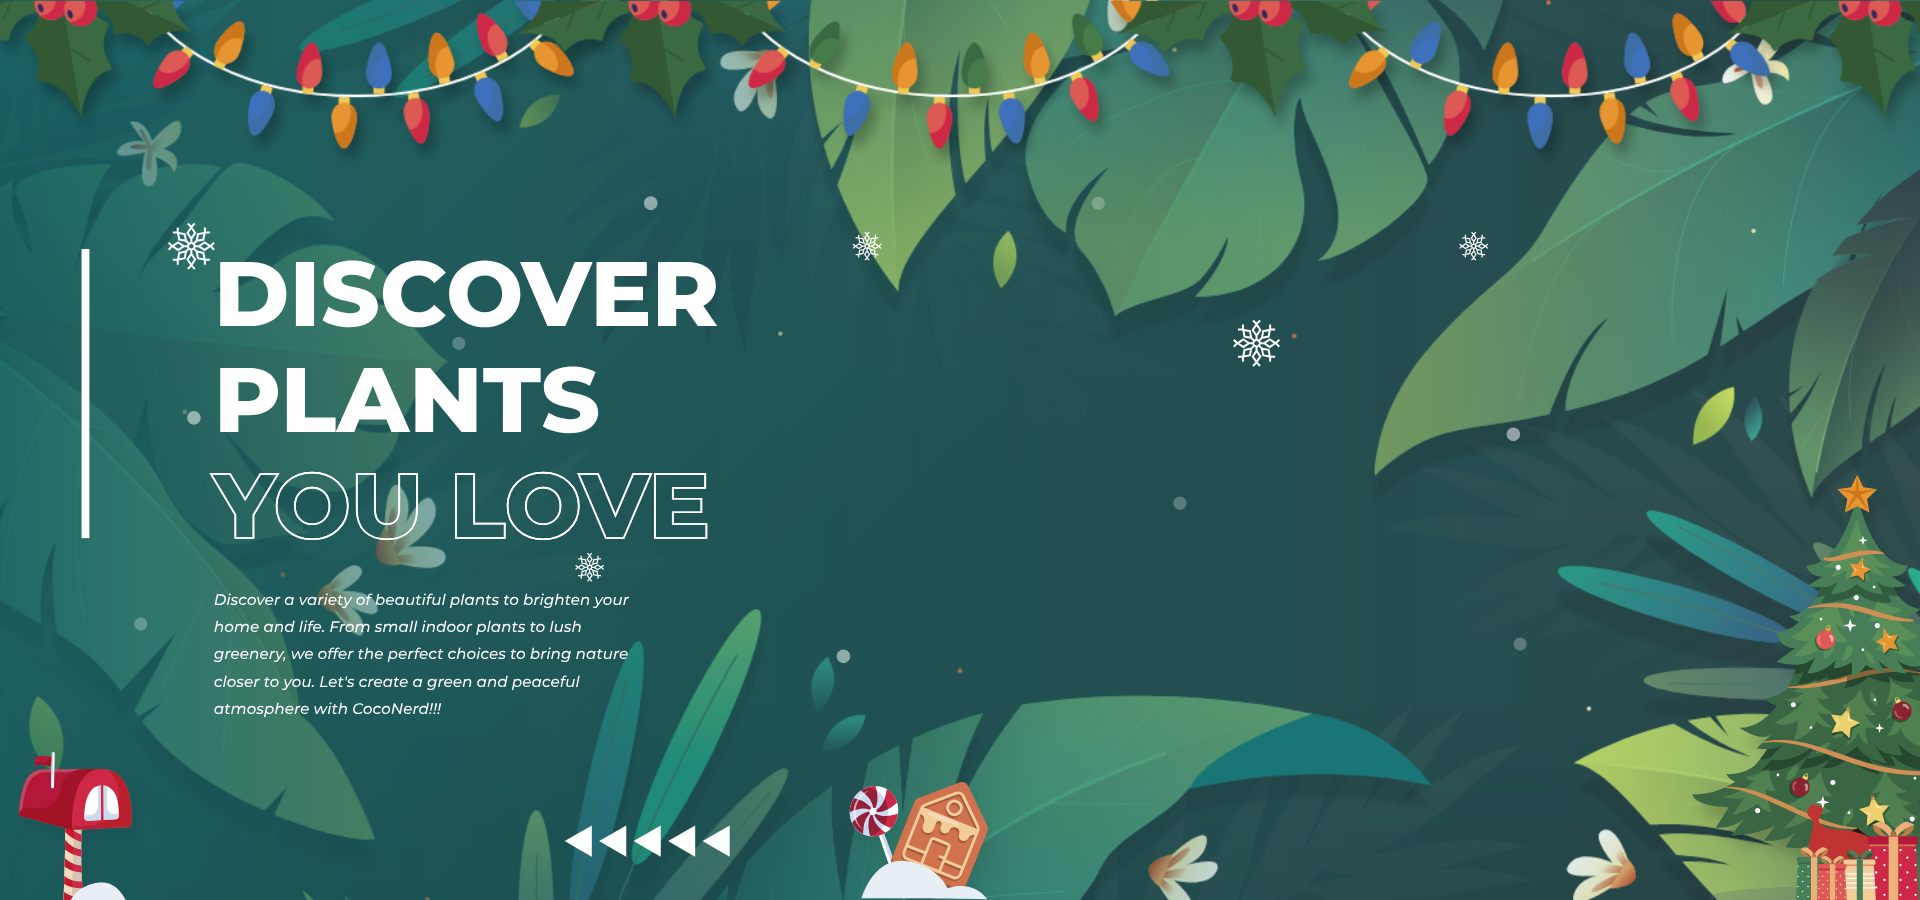 DISCOVER
PLANTS
YOU LOVE
Discover a variety of beautiful plants to brighten your
home and life. From small indoor plants to lush
greenery, we offer the perfect choices to bring nature
closer to you. Let's create a green and peaceful
atmosphere with CocoNerd!!!